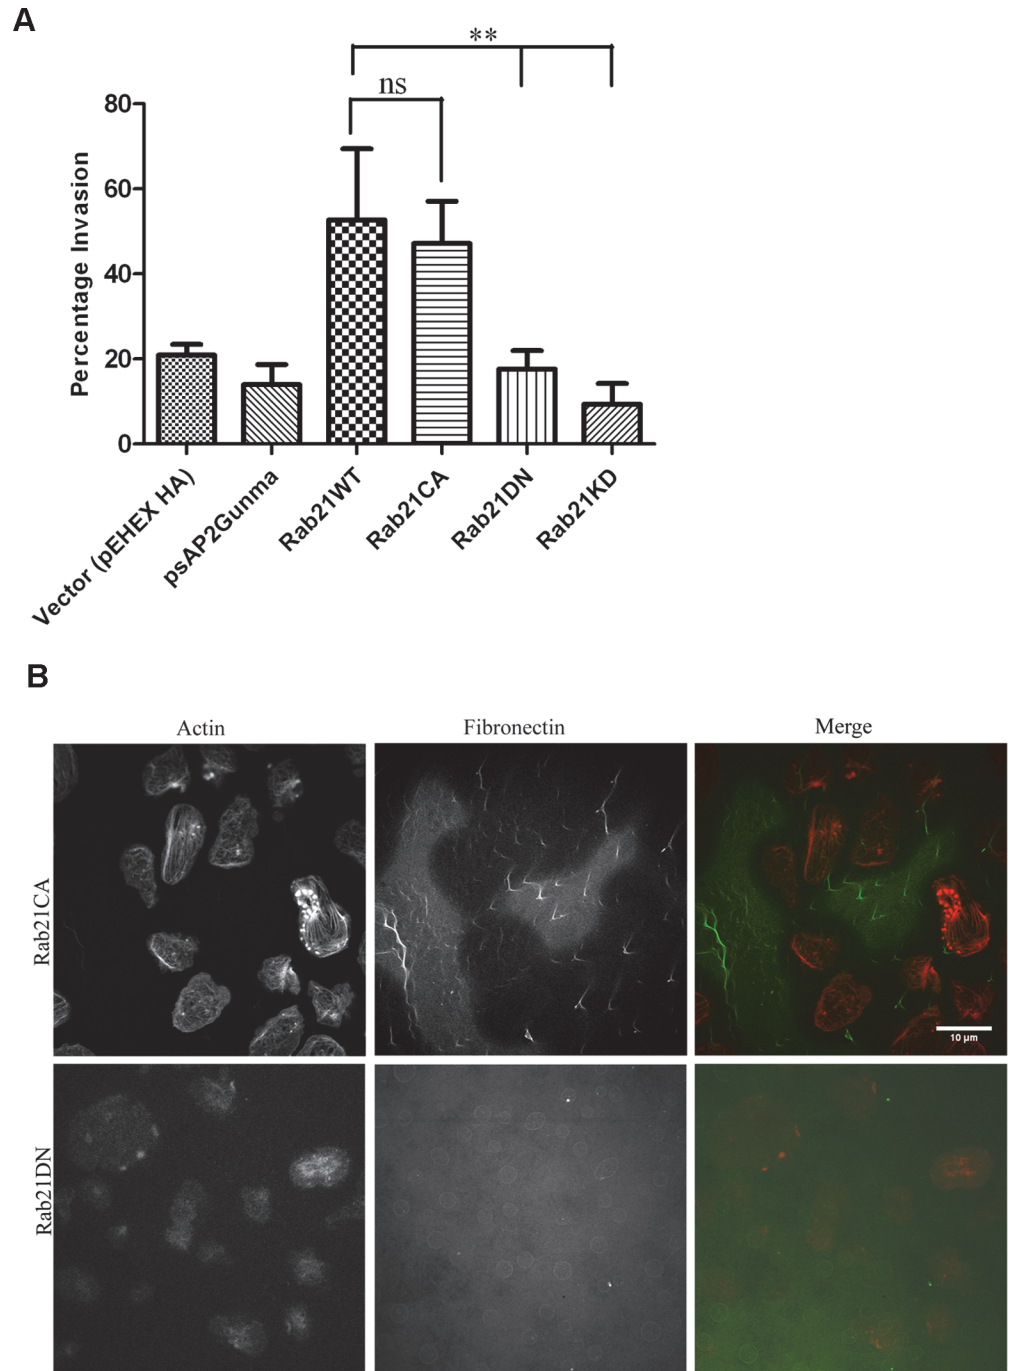 A
**
ns
80
60
40
20
0
Percentage Invasion
Vector (pEHEX HA)
psAP2Gunma
Rab21WT
Rab21CA
Rab21DN
Rab21KD
B
Actin
Fibronectin
Merge
Rab21CA
10 µm
Rab21DN